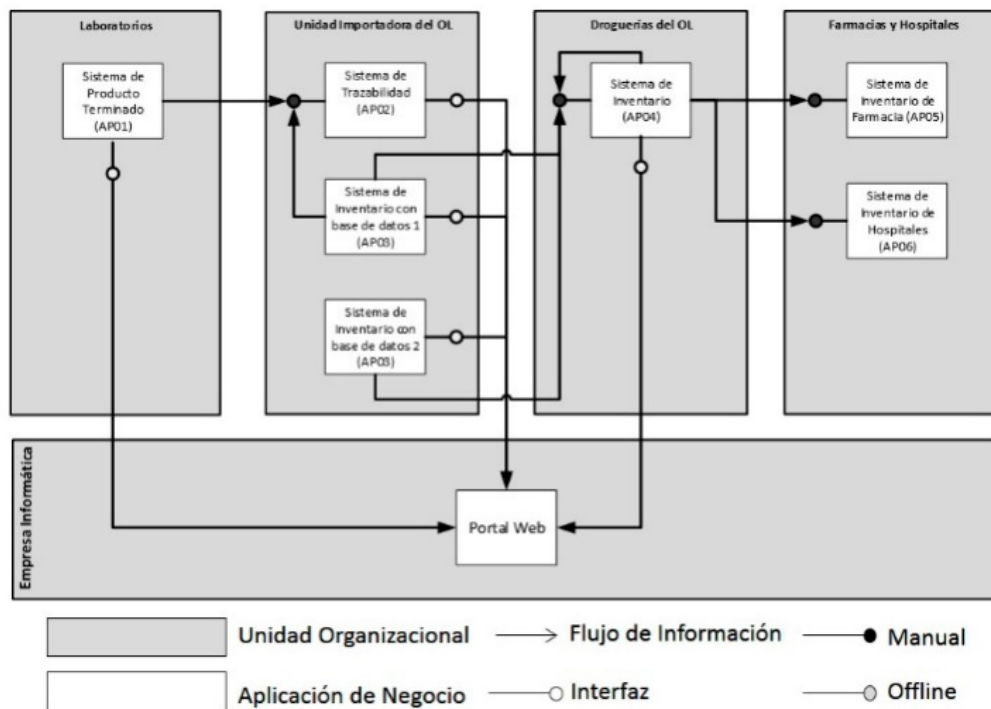 Laboratorios
Unidad Importadora del OL
Droguerías del OL
Farmacias y Hospitales
Sistema de
Producto
Terminado
(AP01)
Sistema de
Trazabilidad
(AP02)
Sistema de
Inventario con
base de datos 1
(AP03)
Sistema de
Inventario con
base de datos 2
(AP03)
Sistema de
Inventario
(AP04)
Sistema de
Inventario de
Farmacia (AP05)
Sistema de
Inventario de
Hospitales
(AP06)
Empresa Informática
Portal Web
Unidad Organizacional
Flujo de Información
Manual
Aplicación de Negocio
Interfaz
Offline